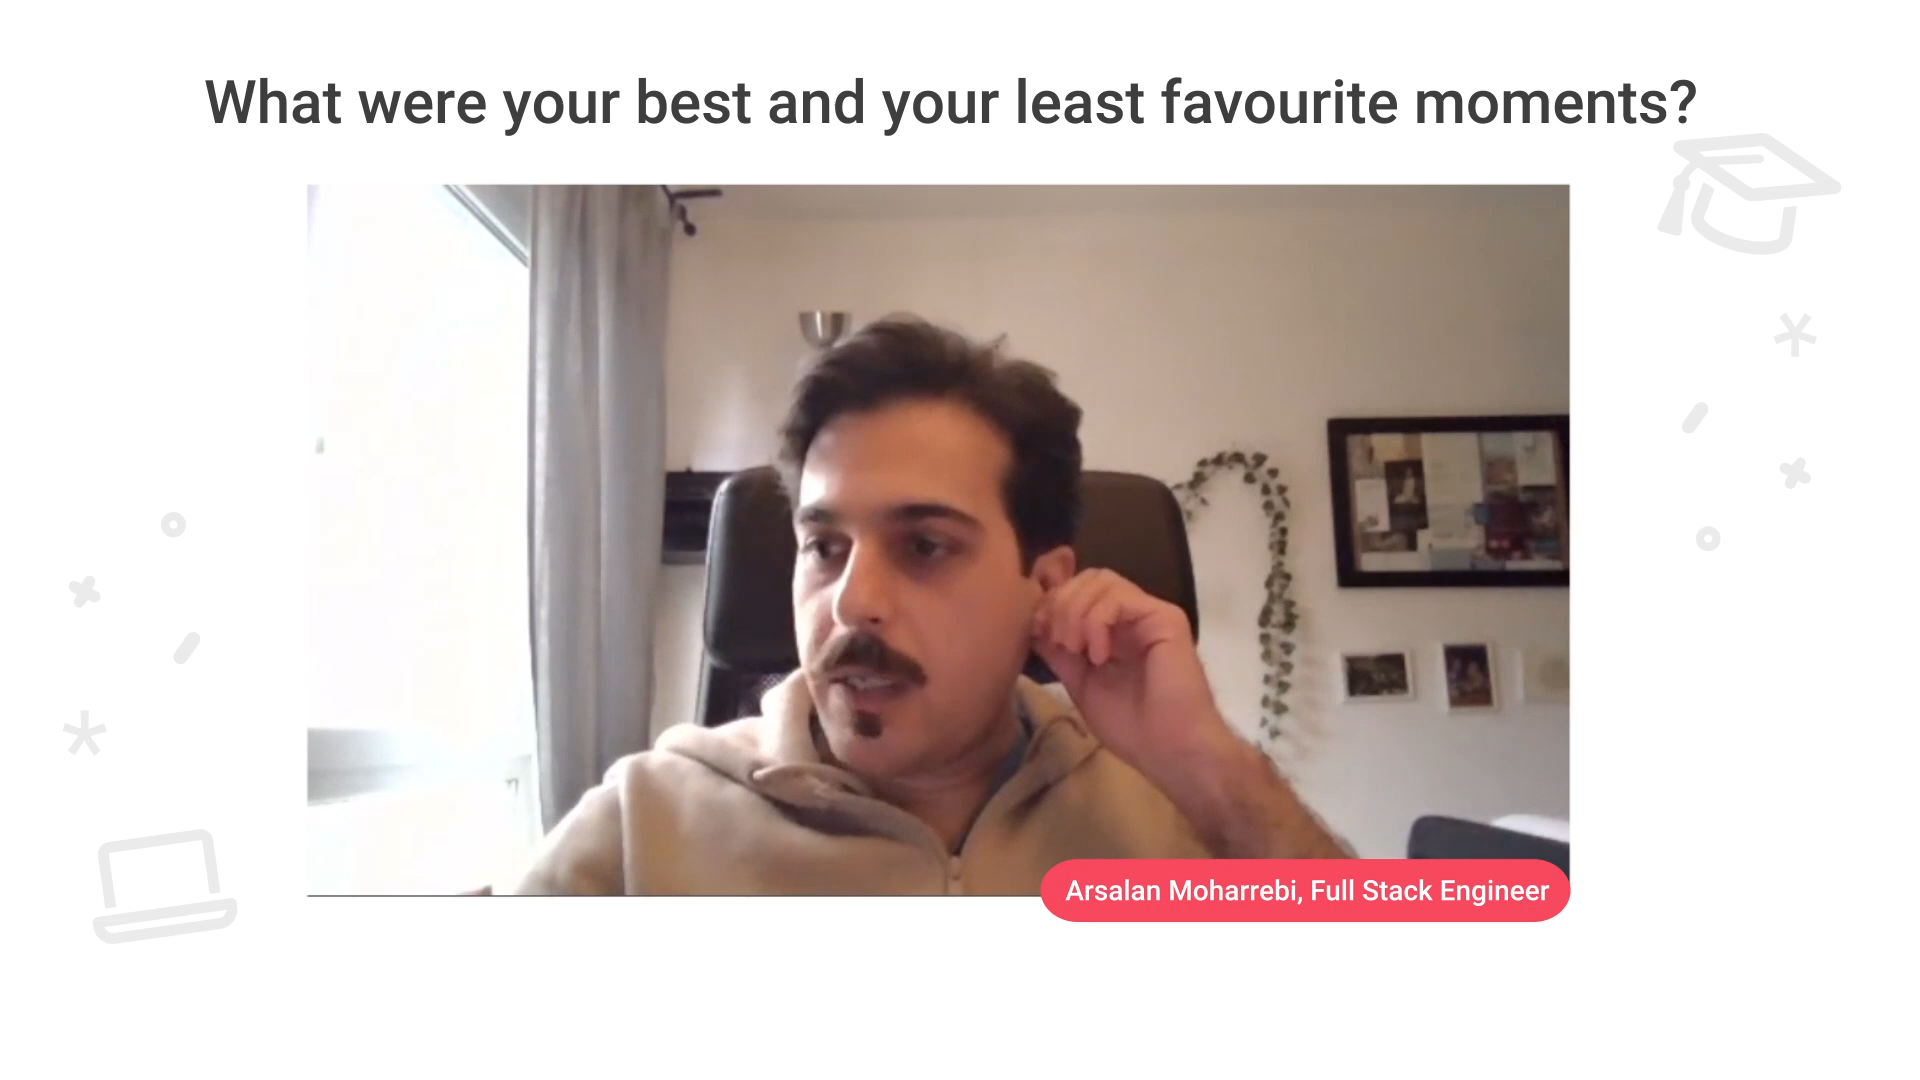 What were your best and your least favourite moments?
Arsalan Moharrebi, Full Stack Engineer